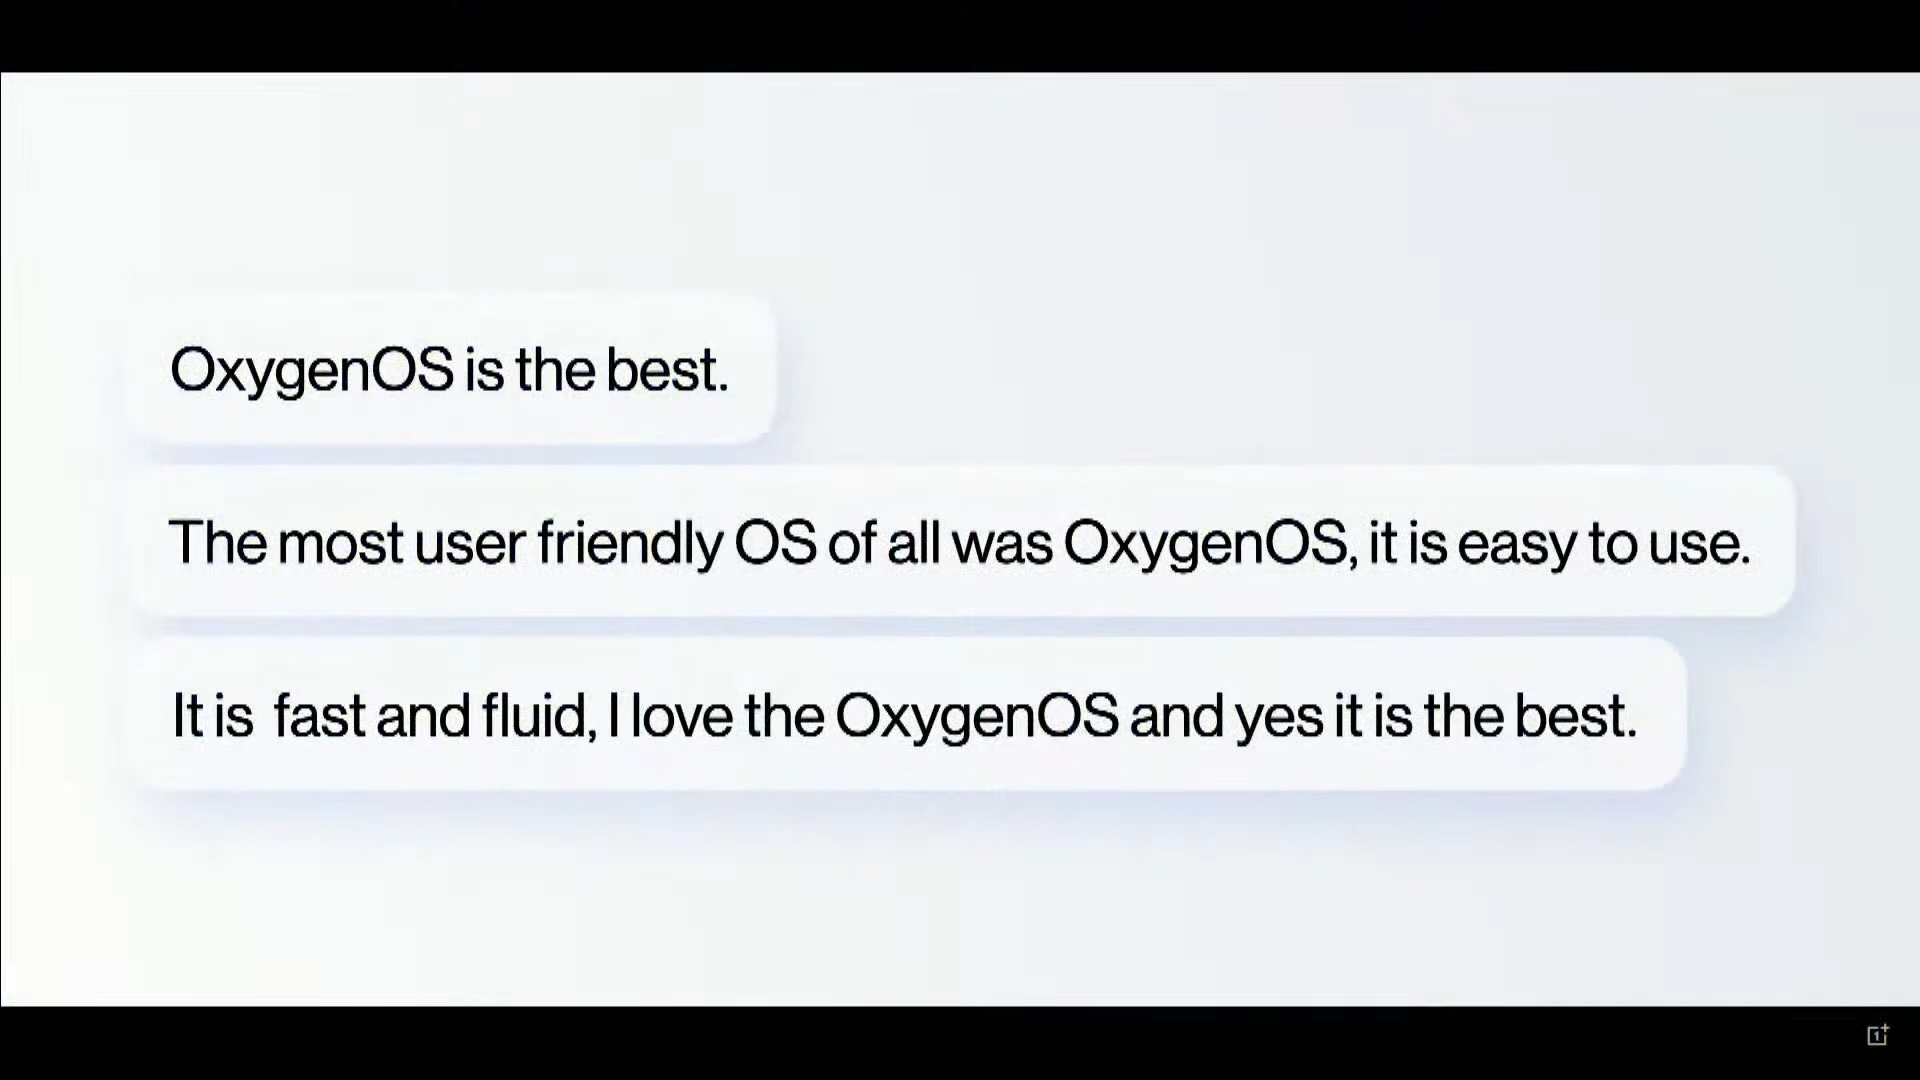 OxygenOS is the best.
The most user friendly OS of all was OxygenOS, it is easy to use.
It is  fast and fluid, I love the OxygenOS and yes it is the best.